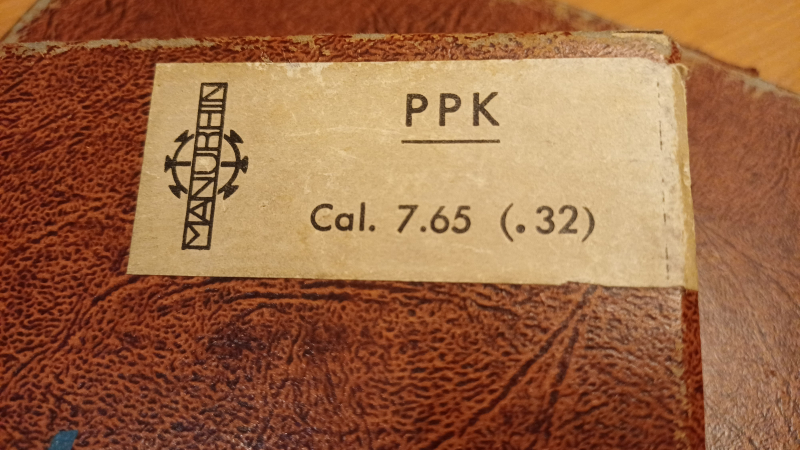 MANURHIN
PPK
Cal. 7.65 (.32)